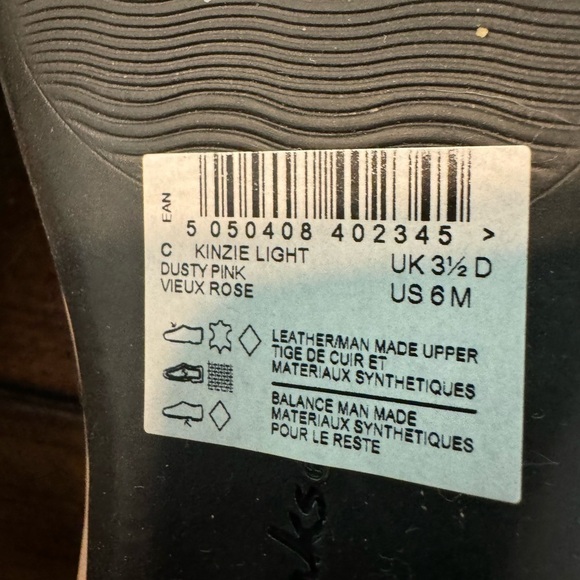 EAN
5 050408 402345 >
C KINZIE LIGHT
DUSTY PINK
VIEUX ROSE
UK 3½ D
US 6 M
LEATHER/MAN MADE UPPER
TIGE DE CUIR ET
MATERIAUX SYNTHETIQUES
BALANCE MAN MADE
MATERIAUX SYNTHETIQUES
POUR LE RESTE